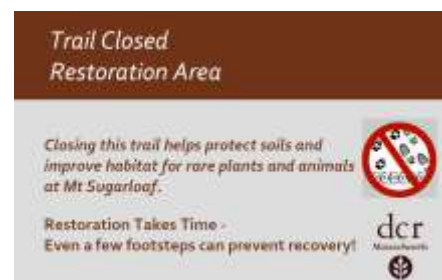 Trail Closed
Restoration Area
Closing this trail helps protect soils and
improve habitat for rare plants and animals
at Mt Sugarloaf.
Restoration Takes Time -
Even a few footsteps can prevent recovery!
dcr
Massachusetts